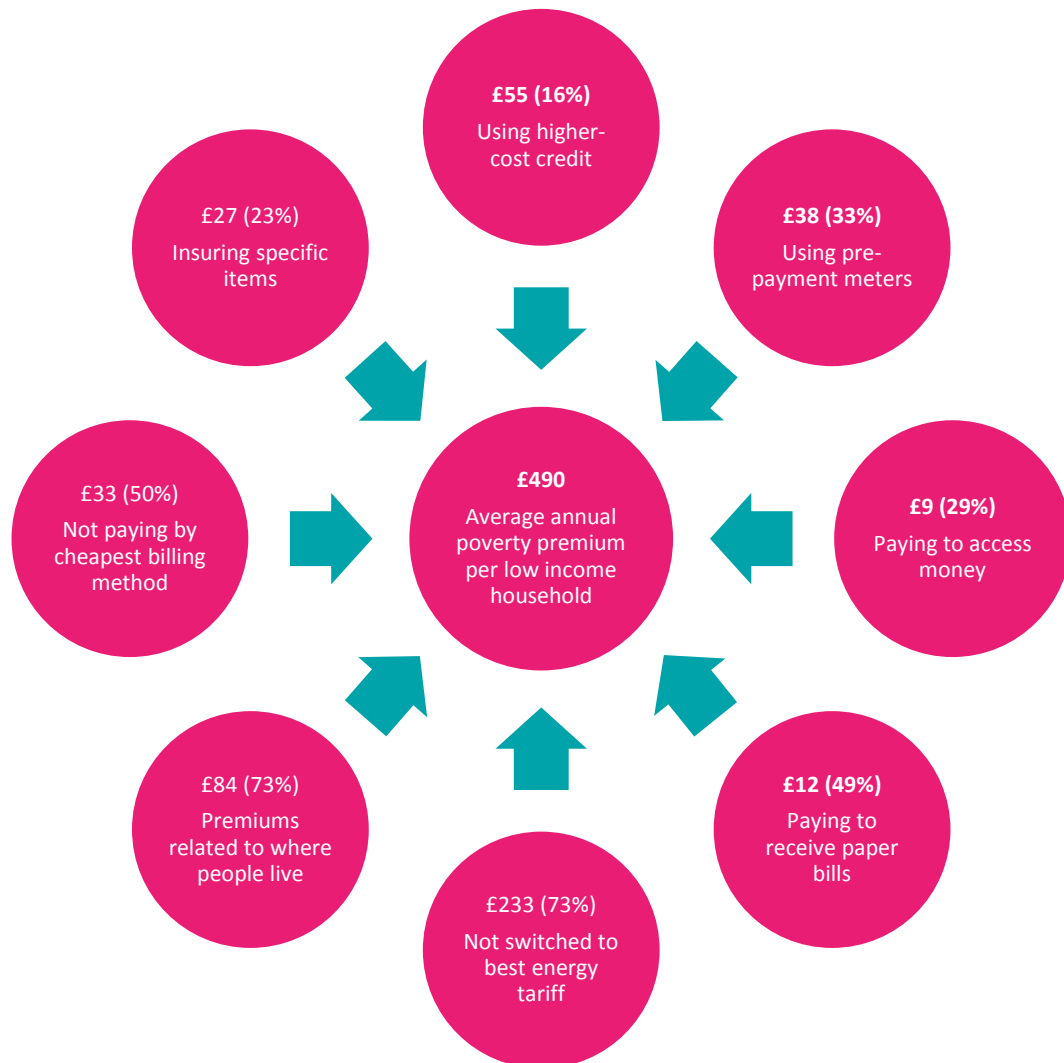 £55 (16%)
Using higher-
cost credit
£27 (23%)
Insuring specific
items
£38 (33%)
Using pre-
payment meters
£33 (50%)
Not paying by
cheapest billing
method
£490
Average annual
poverty premium
per low income
household
£9 (29%)
Paying to access
money
£84 (73%)
Premiums
related to where
people live
£12 (49%)
Paying to
receive paper
bills
£233 (73%)
Not switched to
best energy
tariff